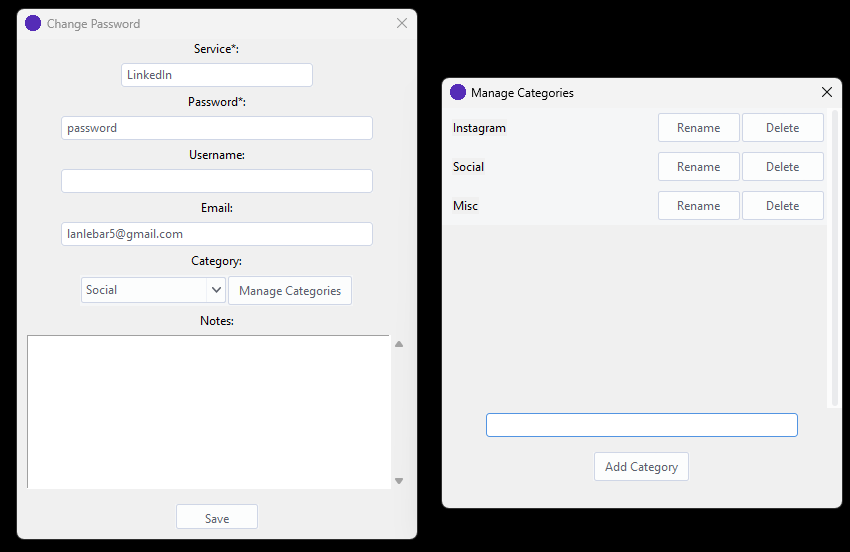 Change Password
Service*:
LinkedIn
Password*:
password
Username:
Email:
lanlebar5@gmail.com
Category:
Social
Manage Categories
Notes:
Save
Manage Categories
Instagram Rename Delete
Social Rename Delete
Misc Rename Delete
Add Category